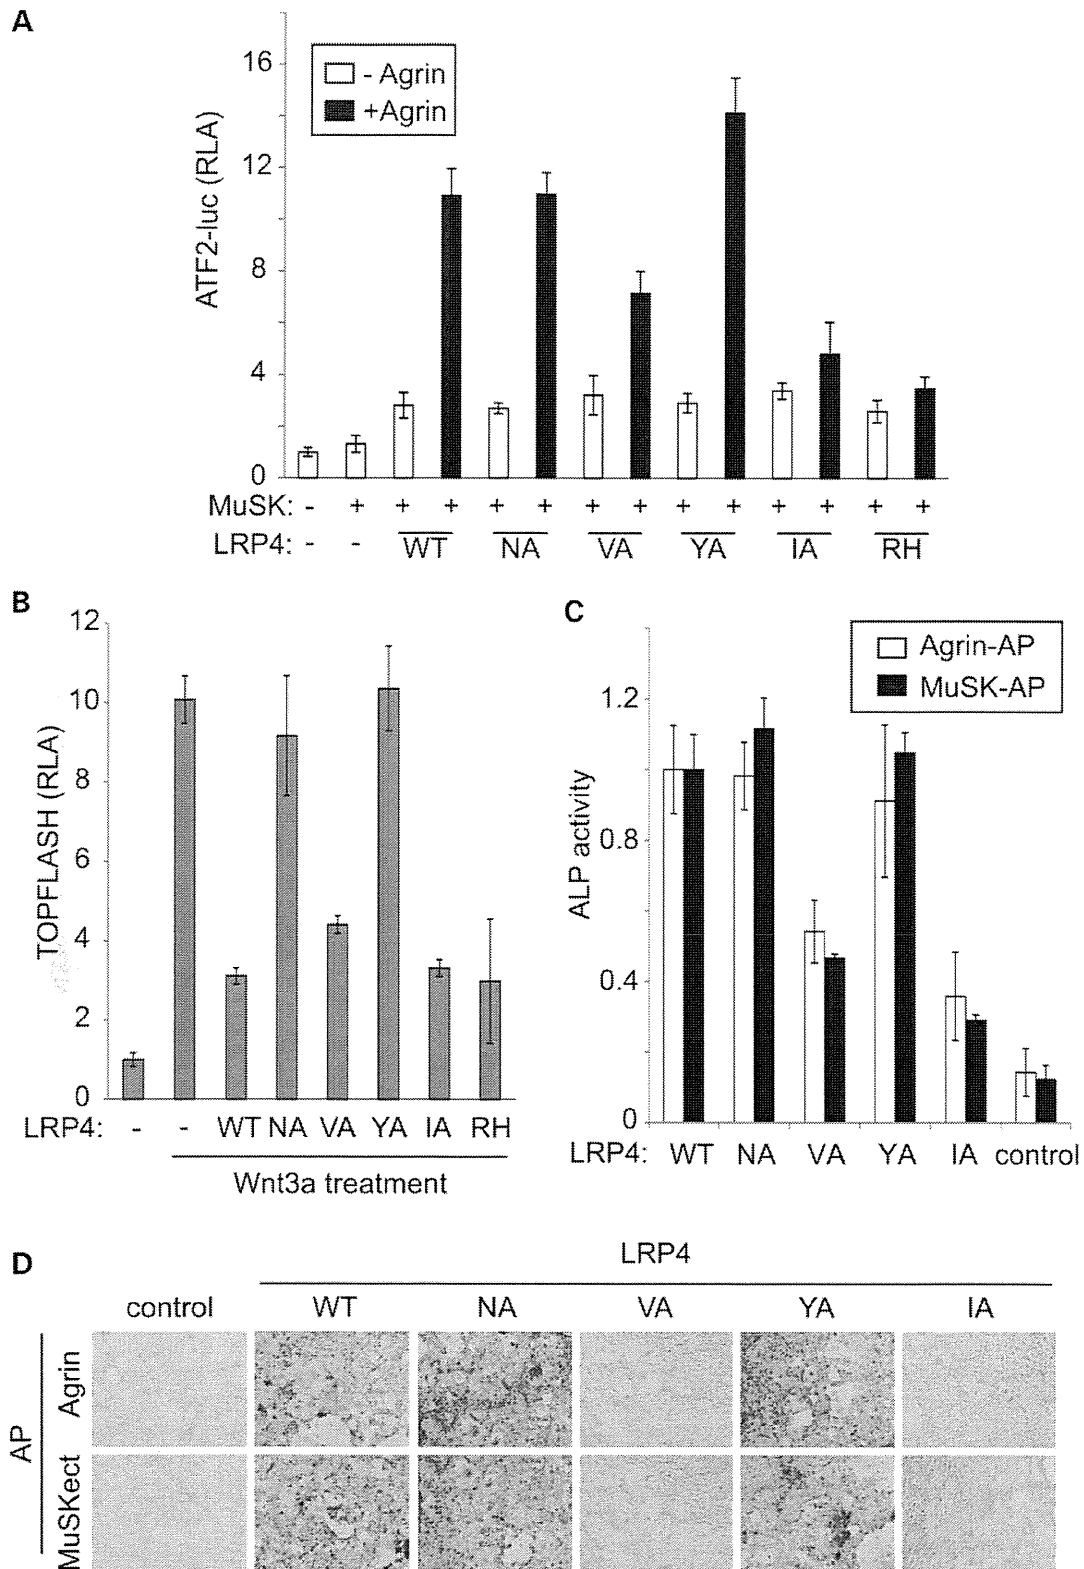 A
16
12
8
4
0
ATF2-luc (RLA)
- Agrin
+Agrin
MuSK: - + + + + + + + + + + +
LRP4: - - WT NA VA YA IA RH
B
12
10
8
6
4
2
0
TOPFLASH (RLA)
LRP4: - - WT NA VA YA IA RH
Wnt3a treatment
C
1.2
0.8
0.4
0
ALP activity
Agrin-AP
MuSK-AP
LRP4: WT NA VA YA IA control
D
LRP4
control WT NA VA YA IA
AP
Agrin
MuSKect